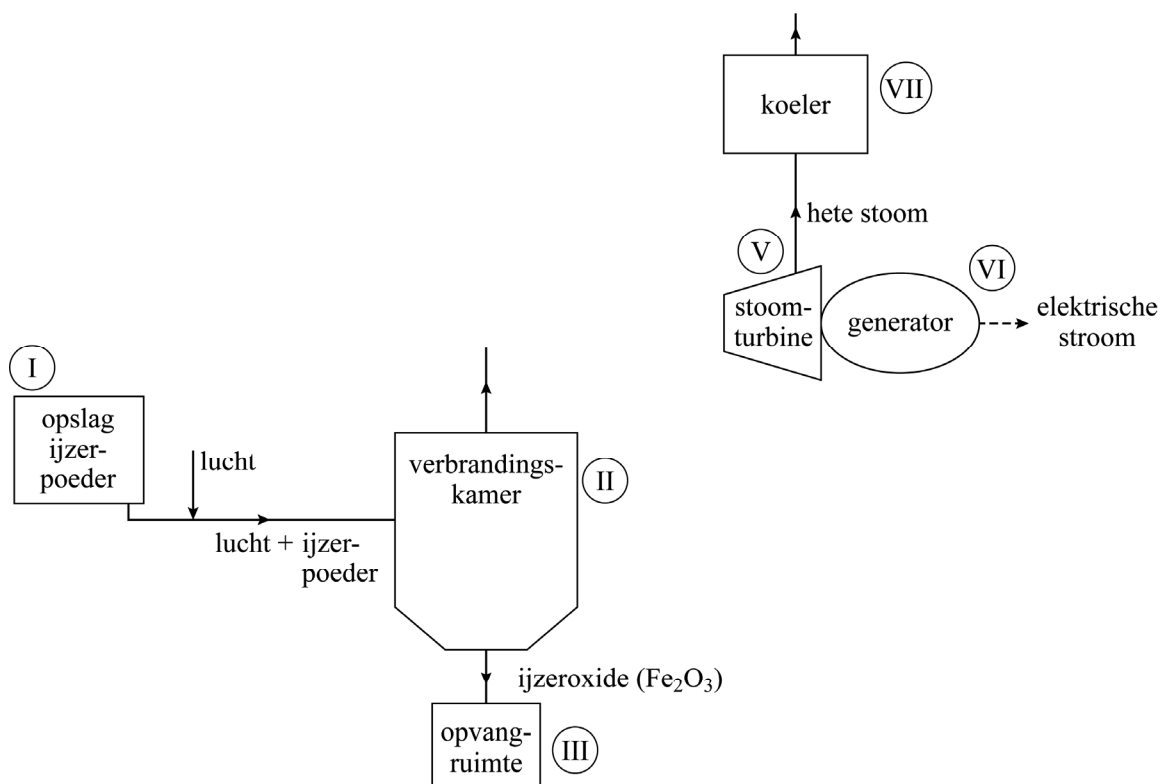 VII
koeler
hete stoom
V
VI
stoom-
turbine
generator
elektrische
stroom
I
opslag
ijzer-
poeder
lucht
verbrandings-
kamer
II
lucht + ijzer-
poeder
ijzeroxide (Fe₂O₃)
opvang-
ruimte
III